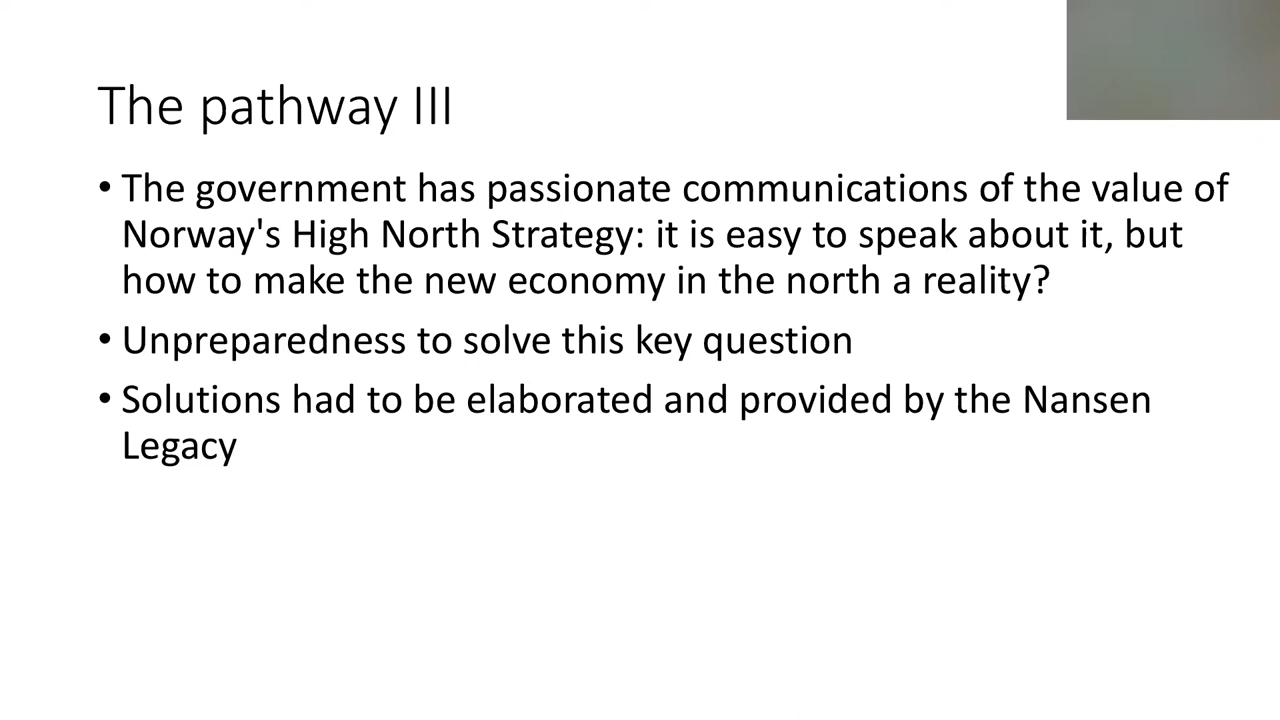 The pathway III
• The government has passionate communications of the value of
Norway's High North Strategy: it is easy to speak about it, but
how to make the new economy in the north a reality?
• Unpreparedness to solve this key question
• Solutions had to be elaborated and provided by the Nansen
Legacy